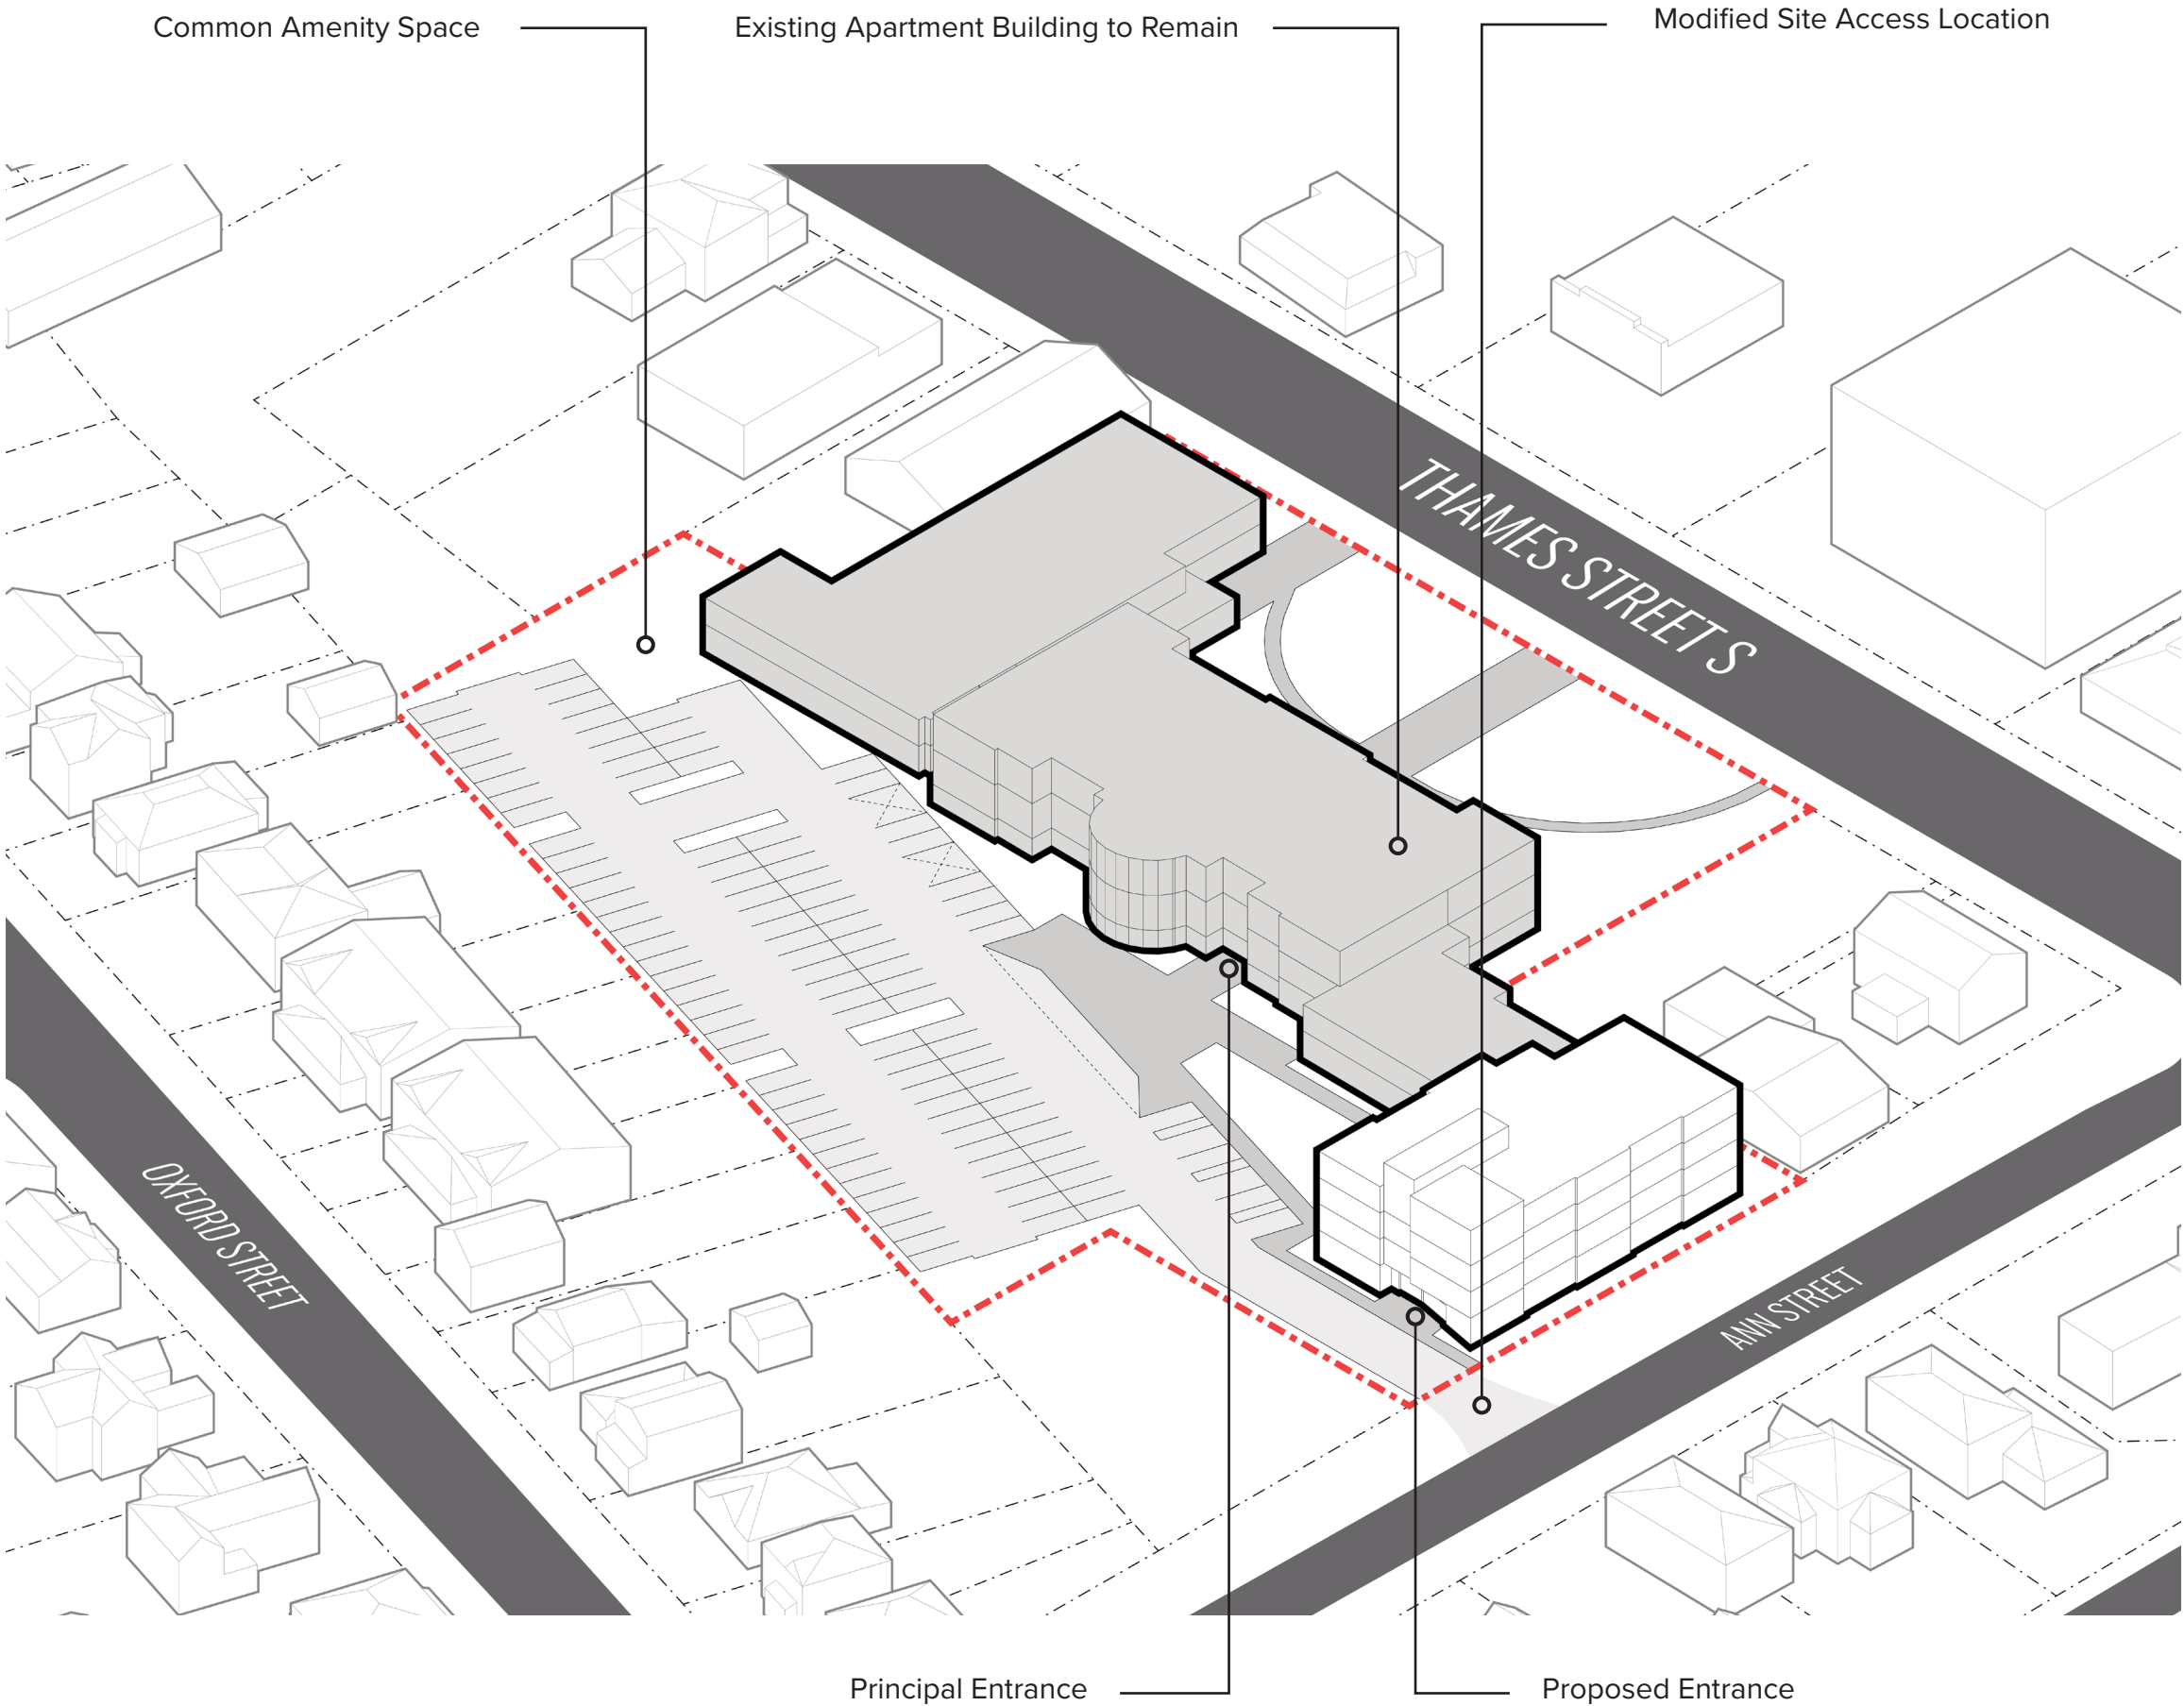 Common Amenity Space
Existing Apartment Building to Remain
Modified Site Access Location
THAMES STREET S
OXFORD STREET
ANN STREET
Principal Entrance
Proposed Entrance